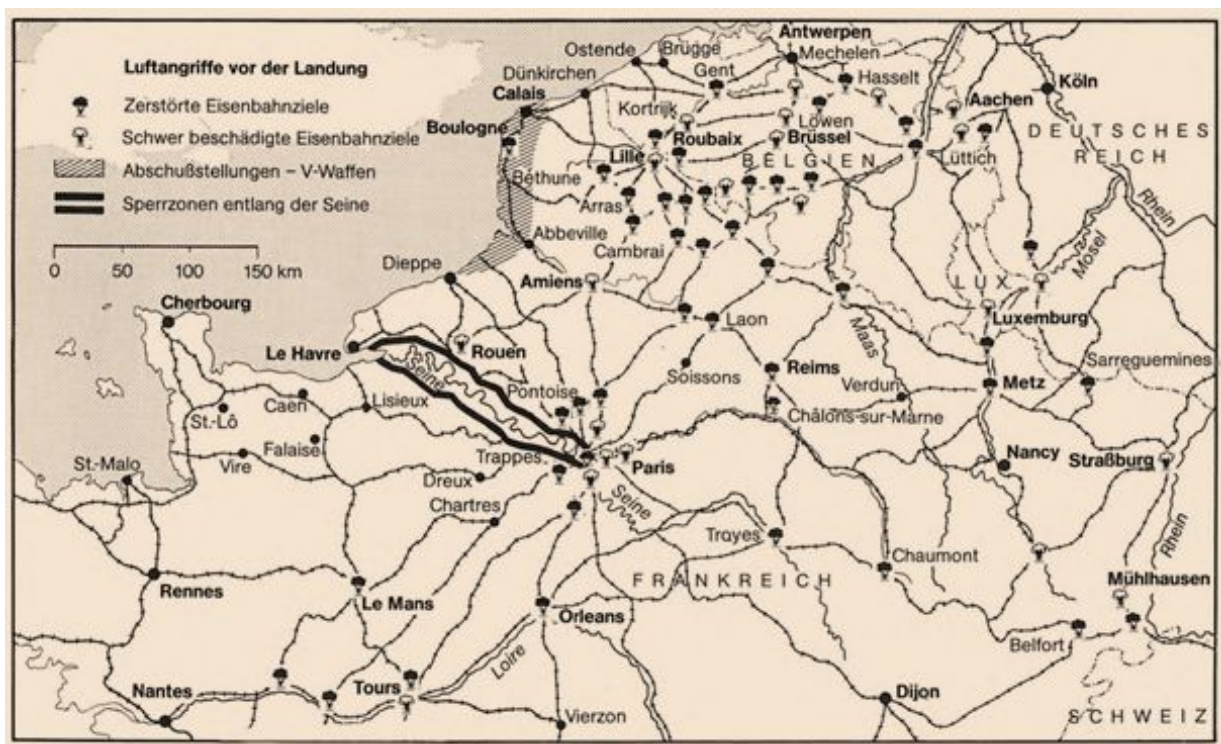 Luftangriffe vor der Landung
Zerstörte Eisenbahnziele
Schwer beschädigte Eisenbahnziele
Abschußstellungen – V-Waffen
Sperrzonen entlang der Seine
0 50 100 150 km
Antwerpen
Ostende
Brügge
Mechelen
Gent
Hasselt
Dünkirchen
Köln
Calais
Kortrijk
Aachen
Löwen
Boulogne
Roubaix
Brüssel
DEUTSCHES
REICH
Lille
BELGIEN
Lüttich
Béthune
Arras
Rhein
Abbeville
Cambrai
Mosel
Dieppe
Amiens
LUX
Cherbourg
Laon
Luxemburg
Maas
Le Havre
Rouen
Seine
Soissons
Reims
Sarreguemines
Pontoise
Verdun
Metz
Caen
Lisieux
St.-Lô
Châlons-sur-Marne
Falaise
Trappes
Paris
Nancy
Straßburg
St.-Malo
Vire
Dreux
Chartres
Seine
Troyes
Rhein
Chaumont
FRANKREICH
Mühlhausen
Rennes
Le Mans
Orleans
Belfort
Loire
Nantes
Tours
Dijon
Vierzon
SCHWEIZ